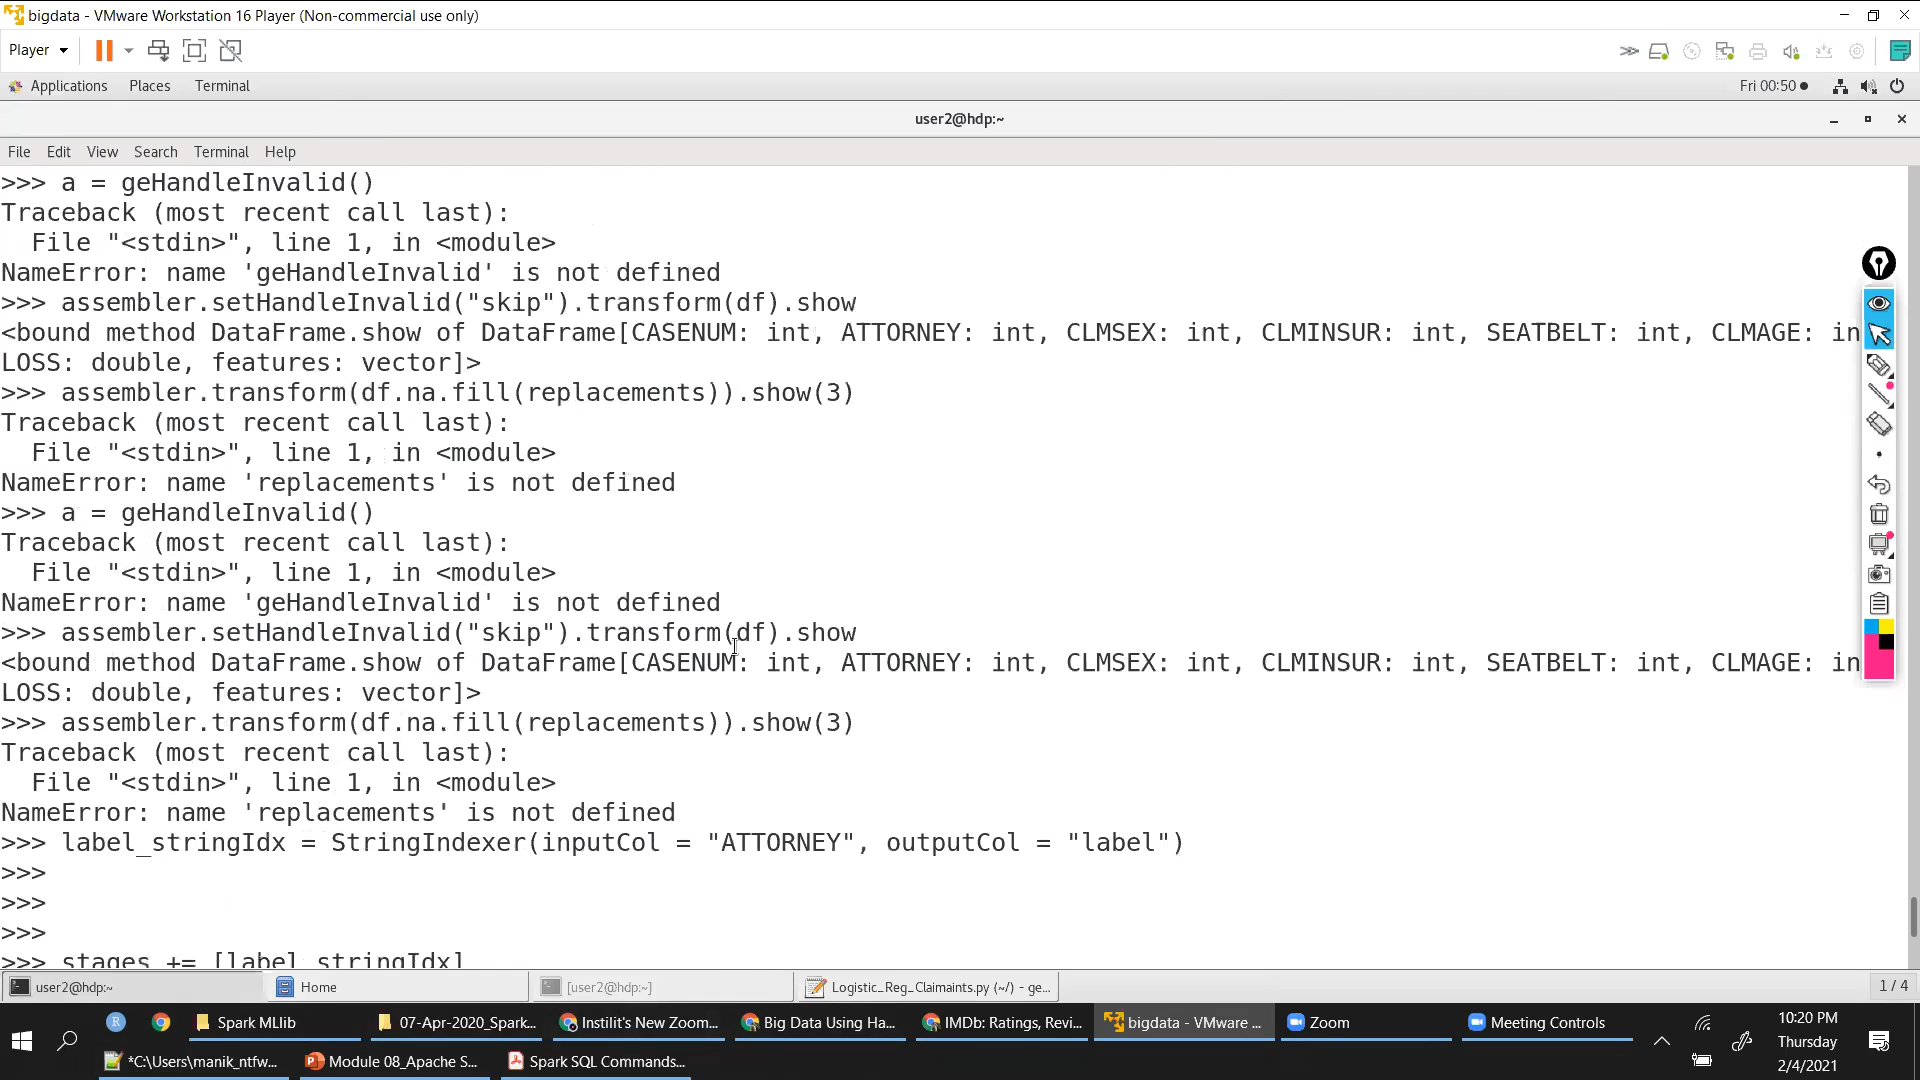 bigdata - VMware Workstation 16 Player (Non-commercial use only)
Player
Applications Places Terminal Fri 00:50
user2@hdp:~
File Edit View Search Terminal Help
>>> a = geHandleInvalid()
Traceback (most recent call last):
  File "<stdin>", line 1, in <module>
NameError: name 'geHandleInvalid' is not defined
>>> assembler.setHandleInvalid("skip").transform(df).show
<bound method DataFrame.show of DataFrame[CASENUM: int, ATTORNEY: int, CLMSEX: int, CLMINSUR: int, SEATBELT: int, CLMAGE: in
LOSS: double, features: vector]>
>>> assembler.transform(df.na.fill(replacements)).show(3)
Traceback (most recent call last):
  File "<stdin>", line 1, in <module>
NameError: name 'replacements' is not defined
>>> a = geHandleInvalid()
Traceback (most recent call last):
  File "<stdin>", line 1, in <module>
NameError: name 'geHandleInvalid' is not defined
>>> assembler.setHandleInvalid("skip").transform(df).show
<bound method DataFrame.show of DataFrame[CASENUM: int, ATTORNEY: int, CLMSEX: int, CLMINSUR: int, SEATBELT: int, CLMAGE: in
LOSS: double, features: vector]>
>>> assembler.transform(df.na.fill(replacements)).show(3)
Traceback (most recent call last):
  File "<stdin>", line 1, in <module>
NameError: name 'replacements' is not defined
>>> label_stringIdx = StringIndexer(inputCol = "ATTORNEY", outputCol = "label")
>>>
>>>
>>>
>>> stages += [label_stringIdx]
user2@hdp:~ Home [user2@hdp:~] Logistic_Reg_Claimaints.py (~/) - ge... 1 / 4
Spark MLlib 07-Apr-2020_Spark... Instilit's New Zoom... Big Data Using Ha... IMDb: Ratings, Revi... bigdata - VMware ... Zoom Meeting Controls
*C:\Users\manik_ntfw... Module 08_Apache S... Spark SQL Commands...
10:20 PM
Thursday
2/4/2021